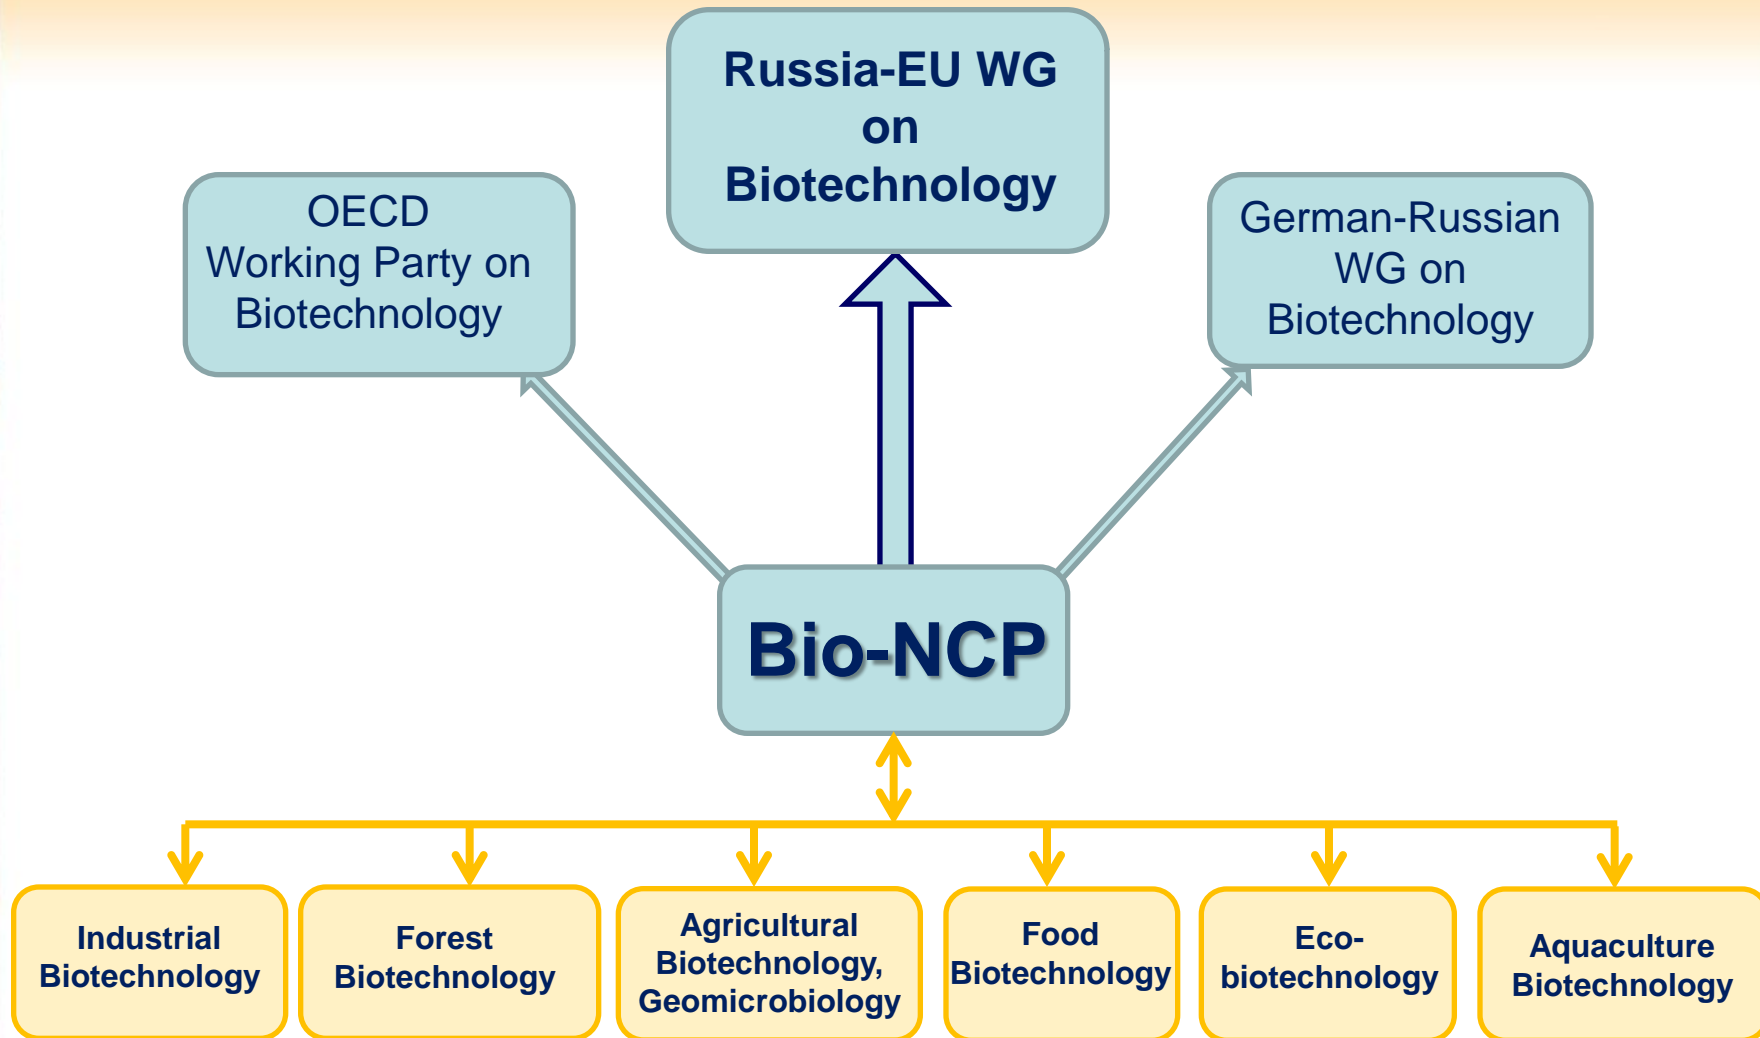 Russia-EU WG
on
Biotechnology
OECD
Working Party on
Biotechnology
German-Russian
WG on
Biotechnology
Bio-NCP
Industrial
Biotechnology
Forest
Biotechnology
Agricultural
Biotechnology,
Geomicrobiology
Food
Biotechnology
Eco-
biotechnology
Aquaculture
Biotechnology